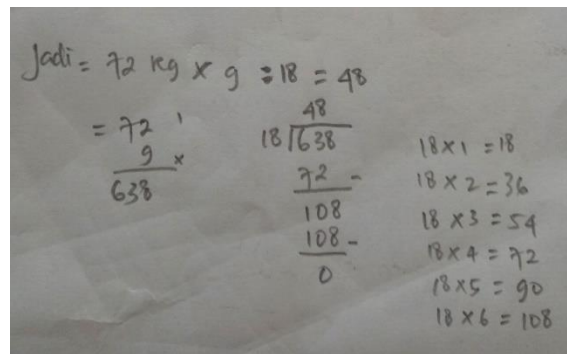 Jadi = 72 kg x 9 : 18 = 48
= 72
9 x
638
48
18 √638
72 -
108
108 -
0
18 x 1 = 18
18 x 2 = 36
18 x 3 = 54
18 x 4 = 72
18 x 5 = 90
18 x 6 = 108